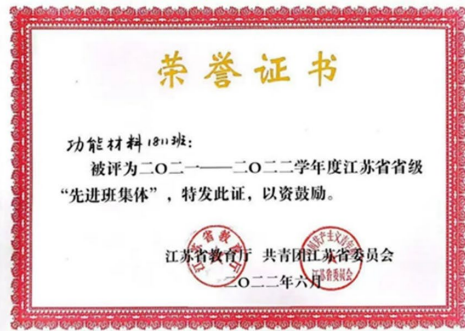 荣誉证书
功能材料1811班：
被评为二〇二一——二〇二二学年度江苏省省级
“先进班集体”，特发此证，以资鼓励。
江苏省教育厅 共青团江苏省委员会
二〇二二年六月